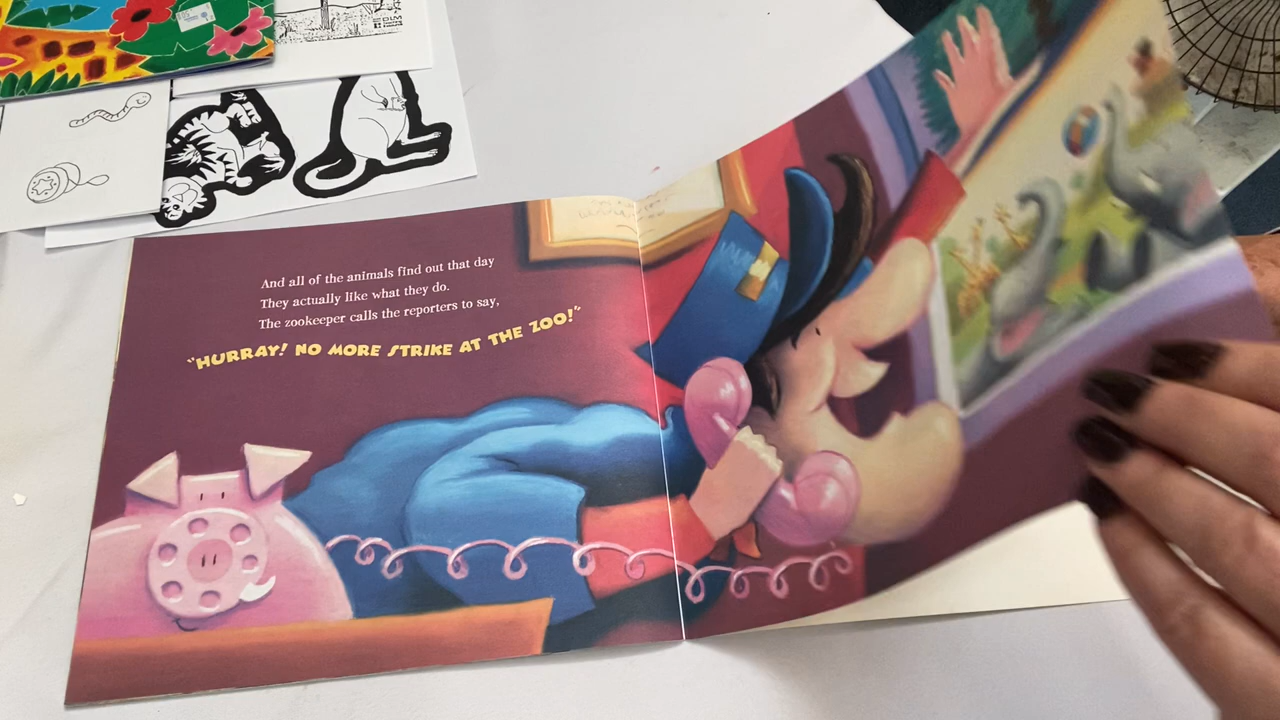 DLM
And all of the animals find out that day
They actually like what they do.
The zookeeper calls the reporters to say,
"HURRAY! NO MORE STRIKE AT THE ZOO!"